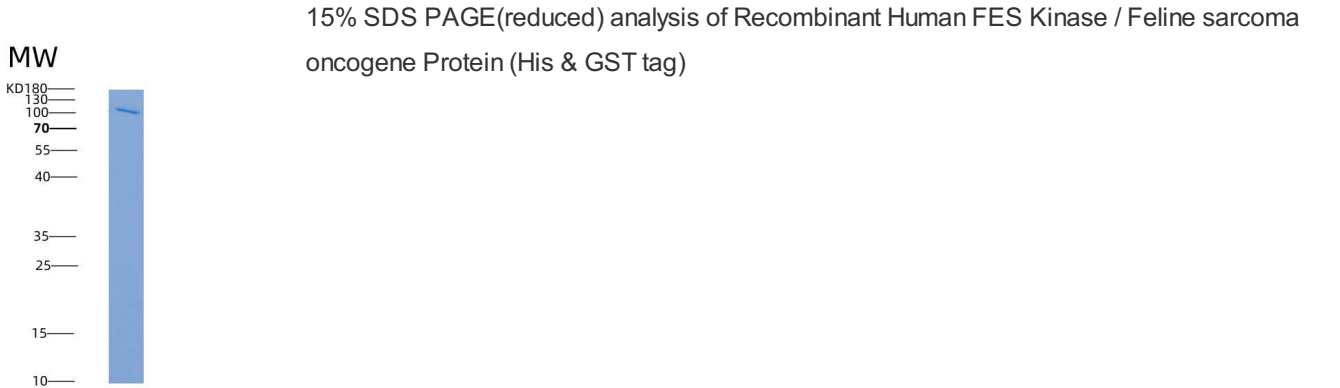 15% SDS PAGE(reduced) analysis of Recombinant Human FES Kinase / Feline sarcoma
oncogene Protein (His & GST tag)
MW
KD180
130
100
70
55
40
35
25
15
10